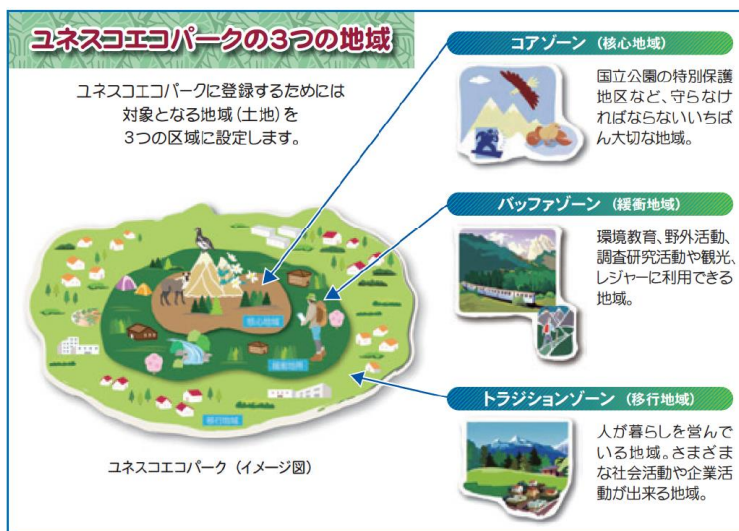 ユネスコエコパークの3つの地域
ユネスコエコパークに登録するためには
対象となる地域(土地)を
3つの区域に設定します。
コアゾーン (核心地域)
国立公園の特別保護
地区など、守らなけ
ればならないいちば
ん大切な地域。
バッファゾーン (緩衝地域)
環境教育、野外活動、
調査研究活動や観光、
レジャーに利用できる
地域。
トラジションゾーン (移行地域)
人が暮らしを営んで
いる地域。さまざま
な社会活動や企業活
動が出来る地域。
核心地域
緩衝地帯
移行地域
ユネスコエコパーク (イメージ図)